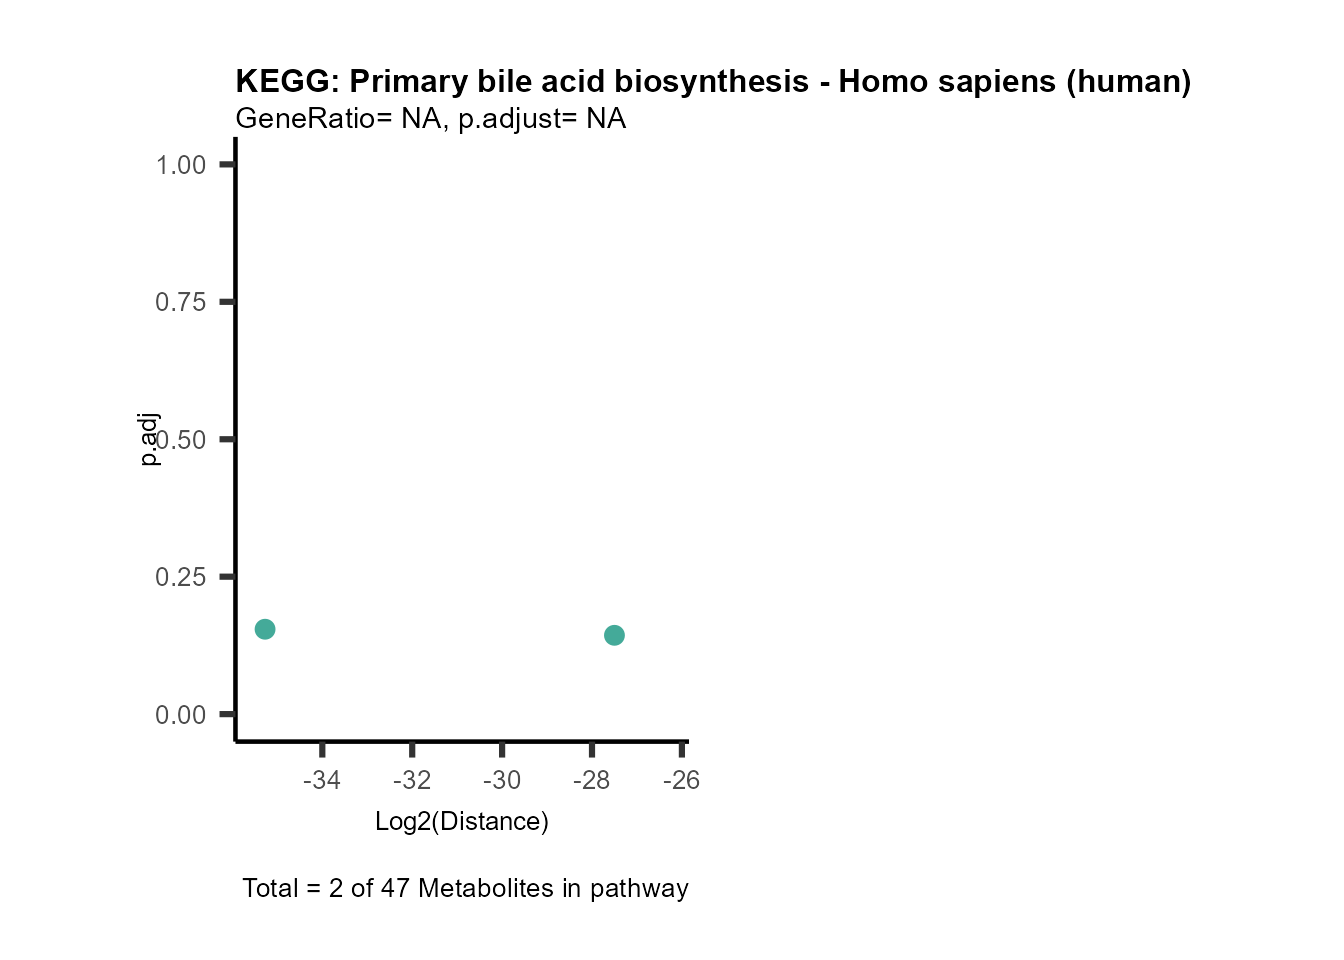 KEGG: Primary bile acid biosynthesis - Homo sapiens (human)
GeneRatio= NA, p.adjust= NA
1.00
0.75
0.50
0.25
0.00
p.adj
-34 -32 -30 -28 -26
Log2(Distance)
Total = 2 of 47 Metabolites in pathway